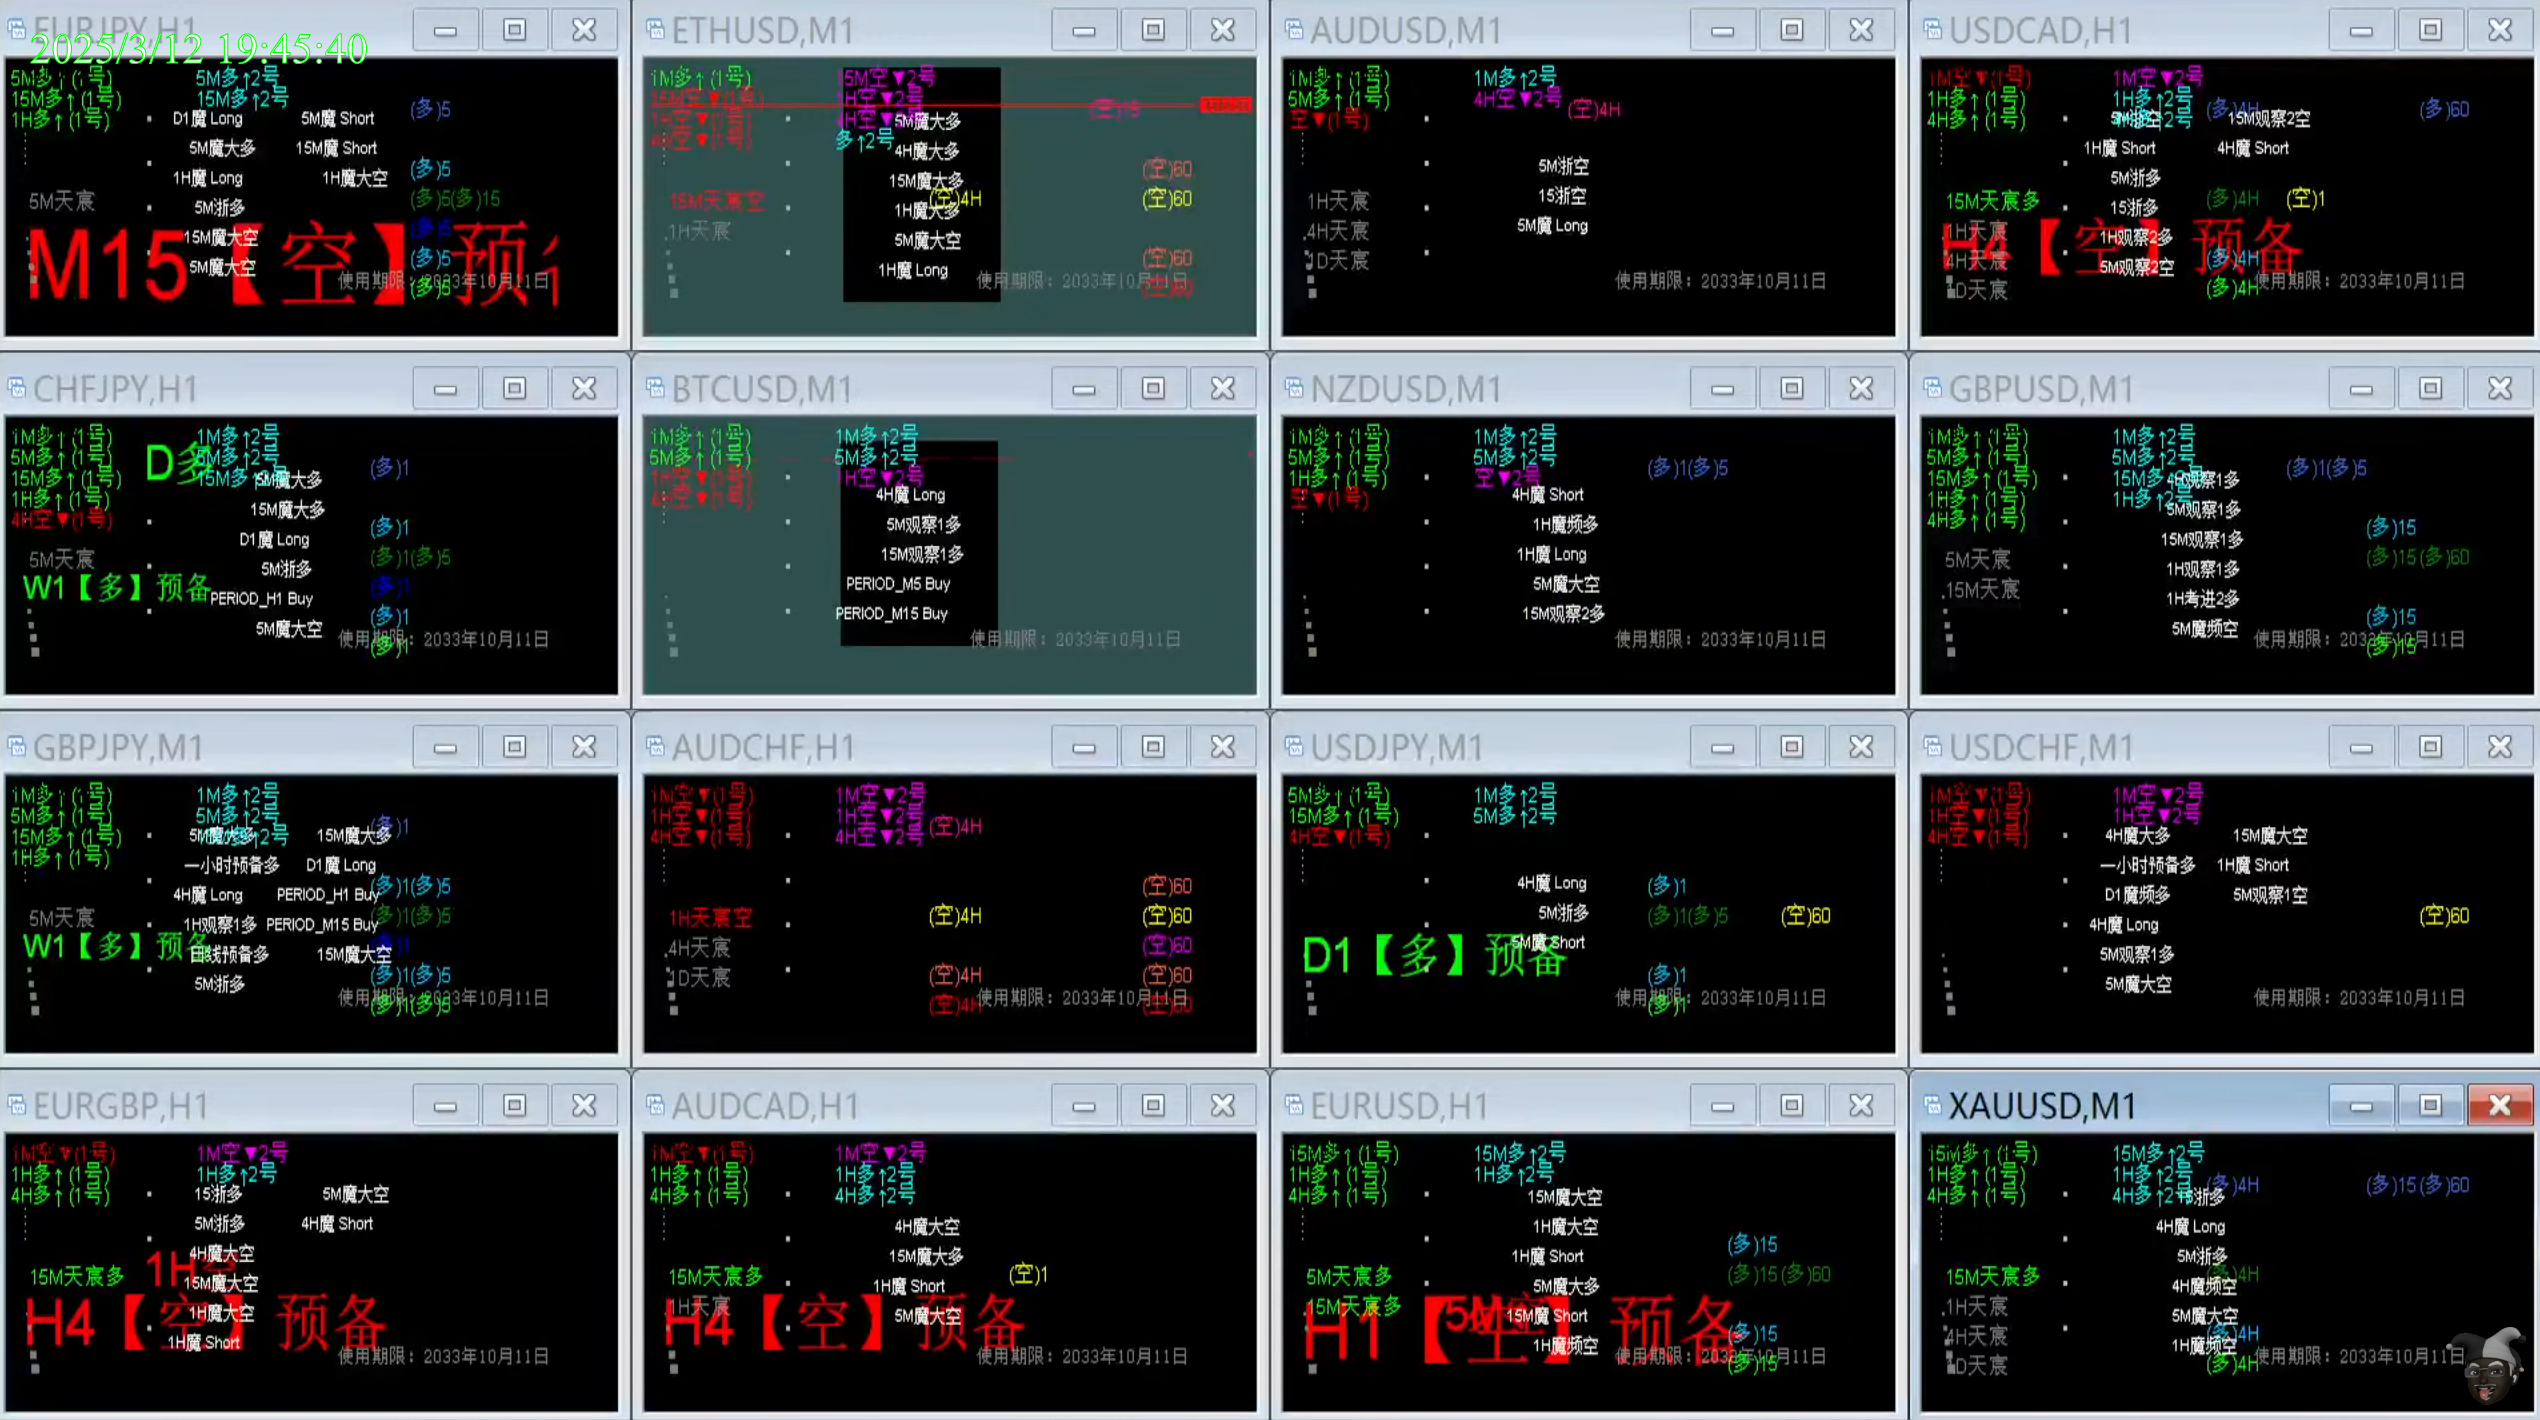 2025/3/12 19:45:40
EURJPY,H1
5M多↑(1号) 5M多↑2号
15M多↑(1号) 15M多↑2号
1H多↑(1号) D1魔 Long 5M魔 Short (多)5
5M魔大多 15M魔 Short
1H魔 Long 1H魔大空 (多)5
5M天宸 5M浙多 (多)5(多)15
15M魔大空
M15【空】预 5M魔大空 (多)5
使用期限：2033年10月11日
(多)5
ETHUSD,M1
1M多↑(1号) 15M空▼2号
15M空▼(1号) 1H空▼2号 (空)15
1H空▼(1号) 4H空▼2号 5M魔大多
4H空▼(1号) 多↑2号 4H魔大多
15M魔大多 (空)60
15M天宸空 (空)4H (空)60
1H天宸 1H魔大多
5M魔大空
1H魔 Long (空)60
使用期限：2033年10月11日
AUDUSD,M1
1M多↑(1号) 1M多↑2号
5M多↑(1号) 4H空▼2号 (空)4H
空▼(1号)
5M浙空
1H天宸 15浙空
4H天宸 5M魔 Long
1D天宸
使用期限：2033年10月11日
USDCAD,H1
1M空▼(1号) 1M空▼2号
1H多↑(1号) 1H多↑2号 (多)4H (多)60
4H多↑(1号) 4H多↑2号 5M浙空 15M观察2空
1H魔 Short 4H魔 Short
5M浙多
15M天宸多 15浙多 (多)4H (空)1
1H天宸 1H观察2多
H4【空】预备
4H天宸 5M观察2空 (多)4H
1D天宸 (多)4H
使用期限：2033年10月11日
CHFJPY,H1
1M多↑(1号) 1M多↑2号
5M多↑(1号) D多 5M多↑2号 (多)1
15M多↑(1号) 15M多↑ 5M魔大多
1H多↑(1号) 15M魔大多
4H空▼(1号) D1魔 Long (多)1
5M天宸 5M浙多 (多)1(多)5
W1【多】预备 PERIOD_H1 Buy (多)1
5M魔大空 (多)1
使用期限：2033年10月11日
(多)1
BTCUSD,M1
1M多↑(1号) 1M多↑2号
5M多↑(1号) 5M多↑2号
1H空▼(1号) 1H空▼2号
4H空▼(1号) 4H魔 Long
5M观察1多
15M观察1多
PERIOD_M5 Buy
PERIOD_M15 Buy
使用期限：2033年10月11日
NZDUSD,M1
1M多↑(1号) 1M多↑2号
5M多↑(1号) 5M多↑2号 (多)1(多)5
1H多↑(1号) 空▼2号
空▼(1号) 4H魔 Short
1H魔频多
1H魔 Long
5M魔大空
15M观察2多
使用期限：2033年10月11日
GBPUSD,M1
1M多↑(1号) 1M多↑2号
5M多↑(1号) 5M多↑2号 (多)1(多)5
15M多↑(1号) 15M多↑2号 4H观察1多
1H多↑(1号) 1H多↑2号 5M观察1多
4H多↑(1号) 15M观察1多 (多)15
5M天宸 1H观察1多 (多)15(多)60
15M天宸 1H考进2多
5M魔频空 (多)15
使用期限：2033年10月11日
(多)15
GBPJPY,M1
1M多↑(1号) 1M多↑2号
5M多↑(1号) 5M多↑2号 (多)1
15M多↑(1号) 15M多↑2号 5M魔大多 15M魔大多
1H多↑(1号) 一小时预备多 D1魔 Long
4H魔 Long PERIOD_H1 Buy (多)1(多)5
5M天宸 1H观察1多 PERIOD_M15 Buy (多)1(多)5
W1【多】预备 日线预备多 15M魔大空 (多)1
5M浙多 (多)1(多)5
使用期限：2033年10月11日
(多)1(多)5
AUDCHF,H1
1M空▼(1号) 1M空▼2号
1H空▼(1号) 1H空▼2号
4H空▼(1号) 4H空▼2号 (空)4H
(空)60
1H天宸空 (空)4H (空)60
4H天宸 (空)60
1D天宸 (空)4H (空)60
(空)4H 使用期限：2033年10月11日 (空)60
USDJPY,M1
5M多↑(1号) 1M多↑2号
15M多↑(1号) 5M多↑2号
4H空▼(1号)
4H魔 Long (多)1
5M浙多 (多)1(多)5 (空)60
D1【多】预备 5M魔 Short
(多)1
使用期限：2033年10月11日
(多)1
USDCHF,M1
1M空▼(1号) 1M空▼2号
1H空▼(1号) 1H空▼2号
4H空▼(1号) 4H魔大多 15M魔大空
一小时预备多 1H魔 Short
D1魔频多 5M观察1空
4H魔 Long (空)60
5M观察1多
5M魔大空
使用期限：2033年10月11日
EURGBP,H1
1M空▼(1号) 1M空▼2号
1H多↑(1号) 1H多↑2号
4H多↑(1号) 15浙多 5M魔大空
5M浙多 4H魔 Short
4H魔大空
15M天宸多 1H空 15M魔大空
H4【空】预备 1H魔大空
1H魔 Short
使用期限：2033年10月11日
AUDCAD,H1
1M空▼(1号) 1M空▼2号
1H多↑(1号) 1H多↑2号
4H多↑(1号) 4H多↑2号
4H魔大空
15M魔大多
15M天宸多 1H魔 Short (空)1
1H天宸 5M魔大空
H4【空】预备
使用期限：2033年10月11日
EURUSD,H1
15M多↑(1号) 15M多↑2号
1H多↑(1号) 1H多↑2号
4H多↑(1号) 15M魔大空
1H魔大空
1H魔 Short (多)15
5M天宸多 5M魔大多 (多)15(多)60
15M天宸多 15M魔 Short
H1【空】预备 1H魔频空 (多)15
使用期限：2033年10月11日
(多)15
XAUUSD,M1
15M多↑(1号) 15M多↑2号
1H多↑(1号) 1H多↑2号 (多)4H (多)15(多)60
4H多↑(1号) 4H多↑2号 15浙多
4H魔 Long
5M浙多
15M天宸多 4H魔频空 (多)4H
1H天宸 5M魔大空
4H天宸 1H魔频空 (多)4H
1D天宸 (多)4H
使用期限：2033年10月11日